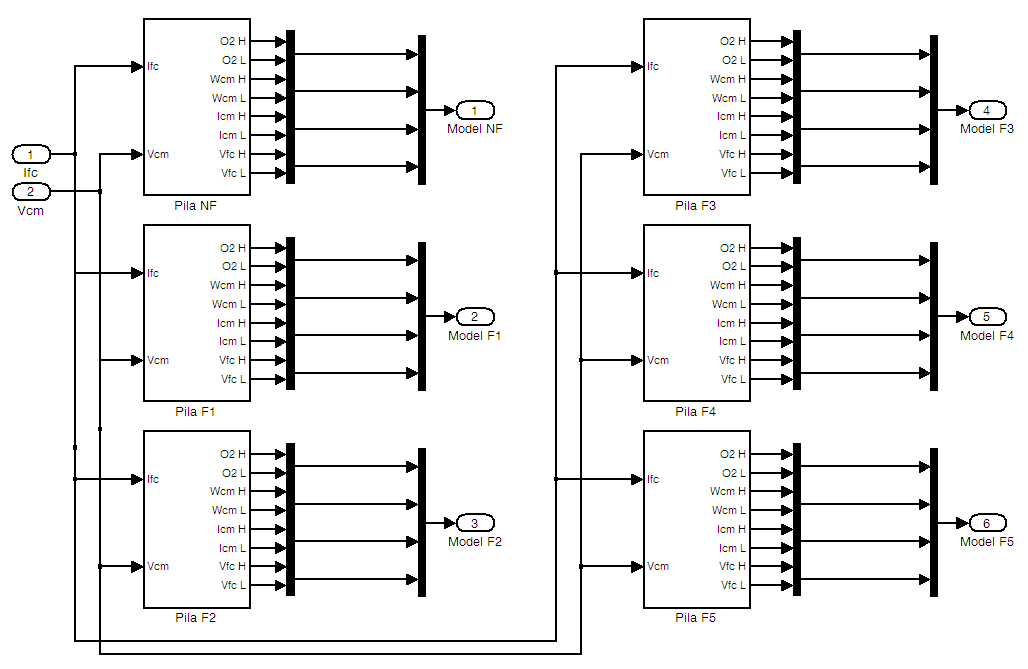 1
Ifc
2
Vcm
Ifc
Vcm
O2 H
O2 L
Wcm H
Wcm L
Icm H
Icm L
Vfc H
Vfc L
Pila NF
1
Model NF
Ifc
Vcm
O2 H
O2 L
Wcm H
Wcm L
Icm H
Icm L
Vfc H
Vfc L
Pila F1
2
Model F1
Ifc
Vcm
O2 H
O2 L
Wcm H
Wcm L
Icm H
Icm L
Vfc H
Vfc L
Pila F2
3
Model F2
Ifc
Vcm
O2 H
O2 L
Wcm H
Wcm L
Icm H
Icm L
Vfc H
Vfc L
Pila F3
4
Model F3
Ifc
Vcm
O2 H
O2 L
Wcm H
Wcm L
Icm H
Icm L
Vfc H
Vfc L
Pila F4
5
Model F4
Ifc
Vcm
O2 H
O2 L
Wcm H
Wcm L
Icm H
Icm L
Vfc H
Vfc L
Pila F5
6
Model F5